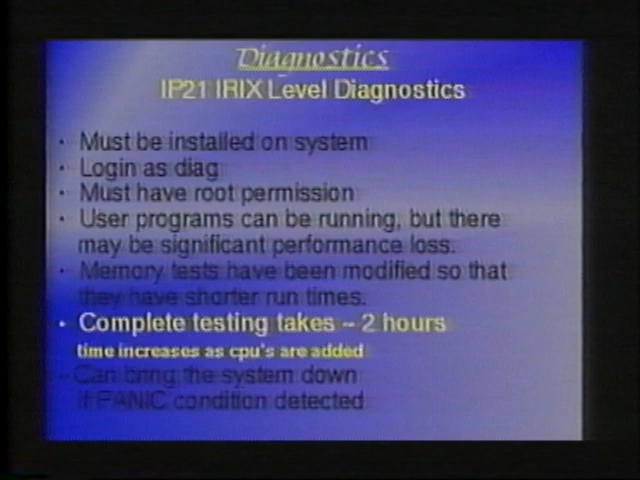 Diagnostics
IP21 IRIX Level Diagnostics
· Must be installed on system
· Login as diag
· Must have root permission
· User programs can be running, but there
may be significant performance loss.
· Memory tests have been modified so that
they have shorter run times.
· Complete testing takes ~ 2 hours
time increases as cpu's are added
- Can bring the system down
if PANIC condition detected